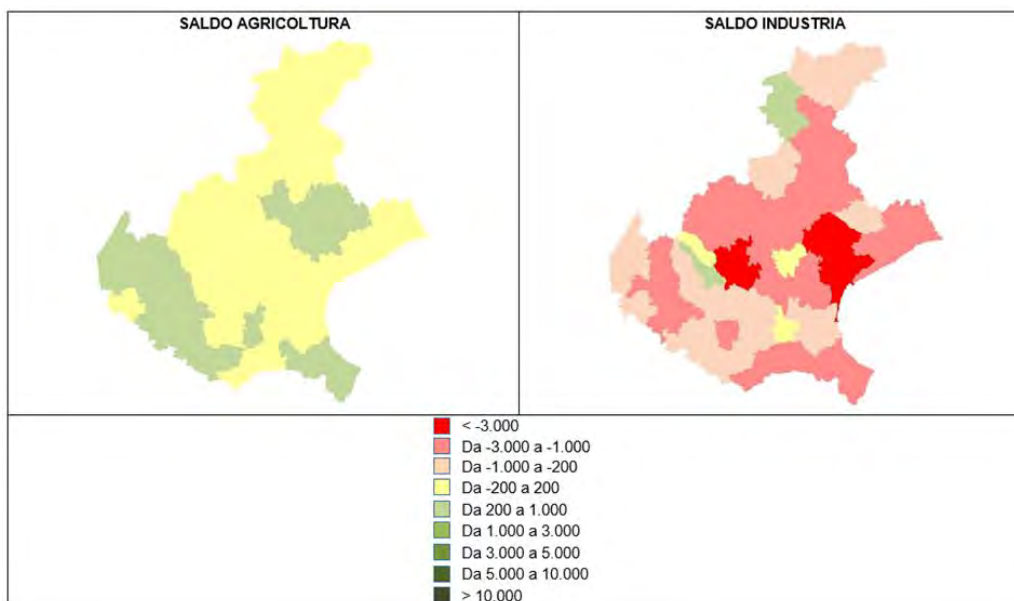 SALDO AGRICOLTURA
SALDO INDUSTRIA
< -3.000
Da -3.000 a -1.000
Da -1.000 a -200
Da -200 a 200
Da 200 a 1.000
Da 1.000 a 3.000
Da 3.000 a 5.000
Da 5.000 a 10.000
> 10.000